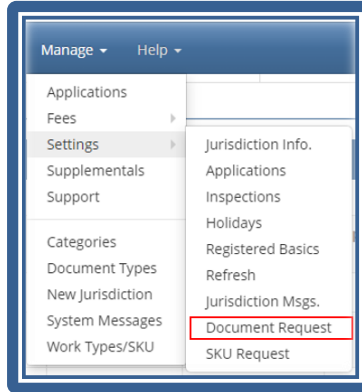 Manage Help
Applications
Fees
Settings
Supplementals
Support
Categories
Document Types
New Jurisdiction
System Messages
Work Types/SKU
Jurisdiction Info.
Applications
Inspections
Holidays
Registered Basics
Refresh
Jurisdiction Msgs.
Document Request
SKU Request